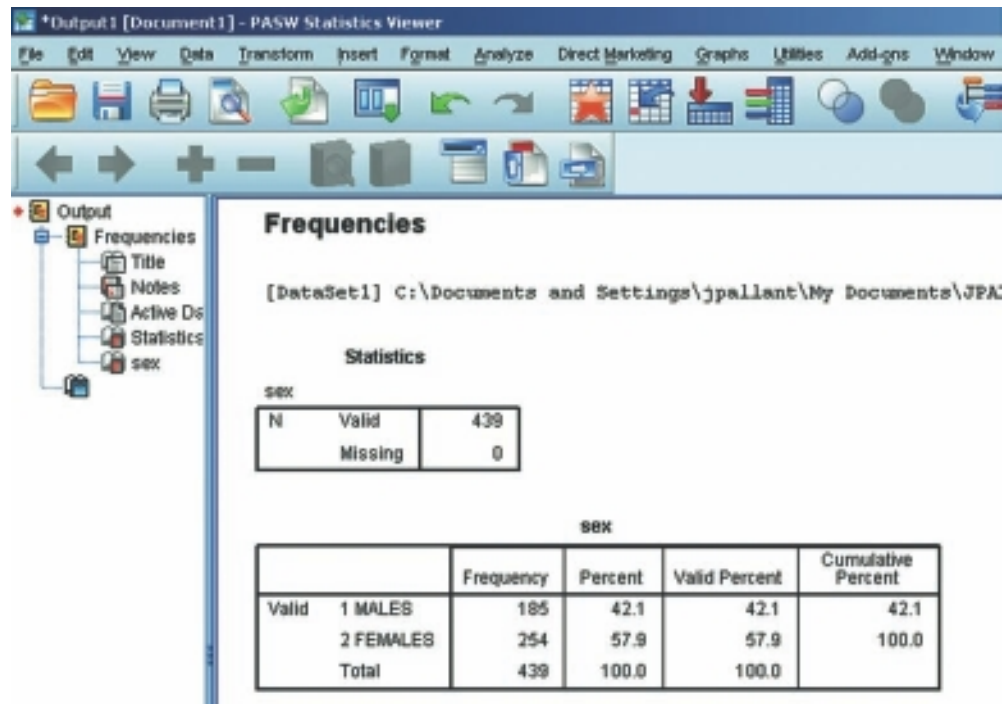 *Output1 [Document1] - PASW Statistics Viewer
File Edit View Data Transform Insert Format Analyze Direct Marketing Graphs Utilities Add-ons Window
Output
Frequencies
Title
Notes
Active Da
Statistics
sex
Frequencies
[DataSet1] C:\Documents and Settings\jpallant\My Documents\JPA
Statistics
sex
N Valid 439
Missing 0
sex
Frequency Percent Valid Percent Cumulative Percent
Valid 1 MALES 185 42.1 42.1 42.1
2 FEMALES 254 57.9 57.9 100.0
Total 439 100.0 100.0